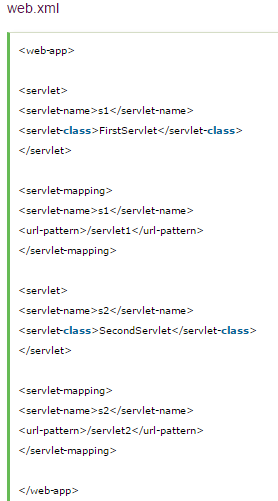 web.xml
<web-app>
<servlet>
<servlet-name>s1</servlet-name>
<servlet-class>FirstServlet</servlet-class>
</servlet>
<servlet-mapping>
<servlet-name>s1</servlet-name>
<url-pattern>/servlet1</url-pattern>
</servlet-mapping>
<servlet>
<servlet-name>s2</servlet-name>
<servlet-class>SecondServlet</servlet-class>
</servlet>
<servlet-mapping>
<servlet-name>s2</servlet-name>
<url-pattern>/servlet2</url-pattern>
</servlet-mapping>
</web-app>